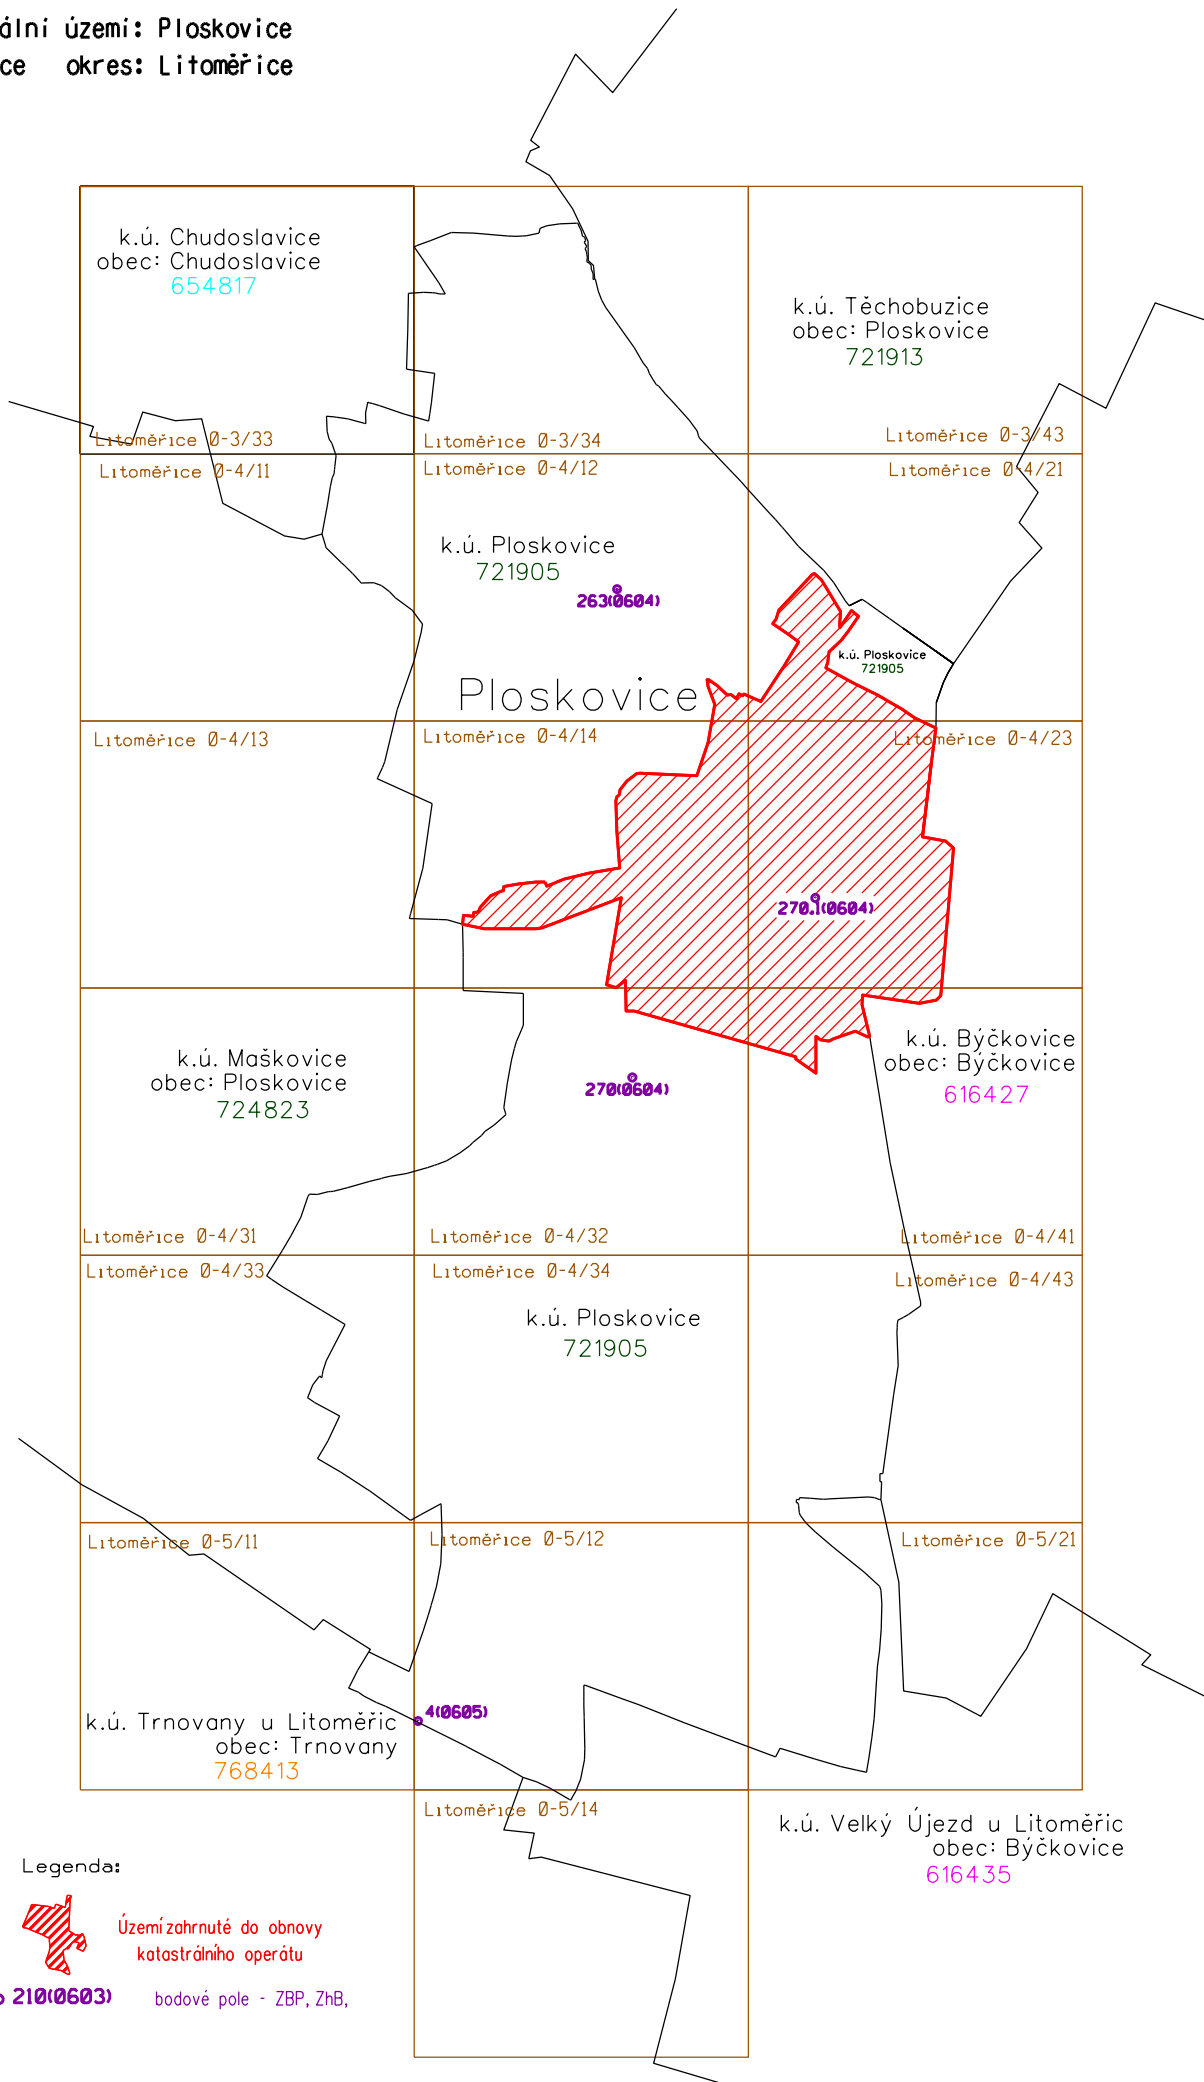 ální území: Ploskovice
ce okres: Litoměřice
k.ú. Chudoslavice
obec: Chudoslavice
654817
k.ú. Těchobuzice
obec: Ploskovice
721913
Litoměřice 0-3/33
Litoměřice 0-3/34
Litoměřice 0-3/43
Litoměřice 0-4/11
Litoměřice 0-4/12
Litoměřice 0-4/21
k.ú. Ploskovice
721905
263(0604)
k.ú. Ploskovice
721905
Ploskovice
Litoměřice 0-4/13
Litoměřice 0-4/14
Litoměřice 0-4/23
270.1(0604)
k.ú. Maškovice
obec: Ploskovice
724823
270(0604)
k.ú. Býčkovice
obec: Býčkovice
616427
Litoměřice 0-4/31
Litoměřice 0-4/32
Litoměřice 0-4/41
Litoměřice 0-4/33
Litoměřice 0-4/34
Litoměřice 0-4/43
k.ú. Ploskovice
721905
Litoměřice 0-5/11
Litoměřice 0-5/12
Litoměřice 0-5/21
4(0605)
k.ú. Trnovany u Litoměřic
obec: Trnovany
768413
Litoměřice 0-5/14
k.ú. Velký Újezd u Litoměřic
obec: Býčkovice
616435
Legenda:
Území zahrnuté do obnovy
katastrálního operátu
210(0603) bodové pole - ZBP, ZhB,